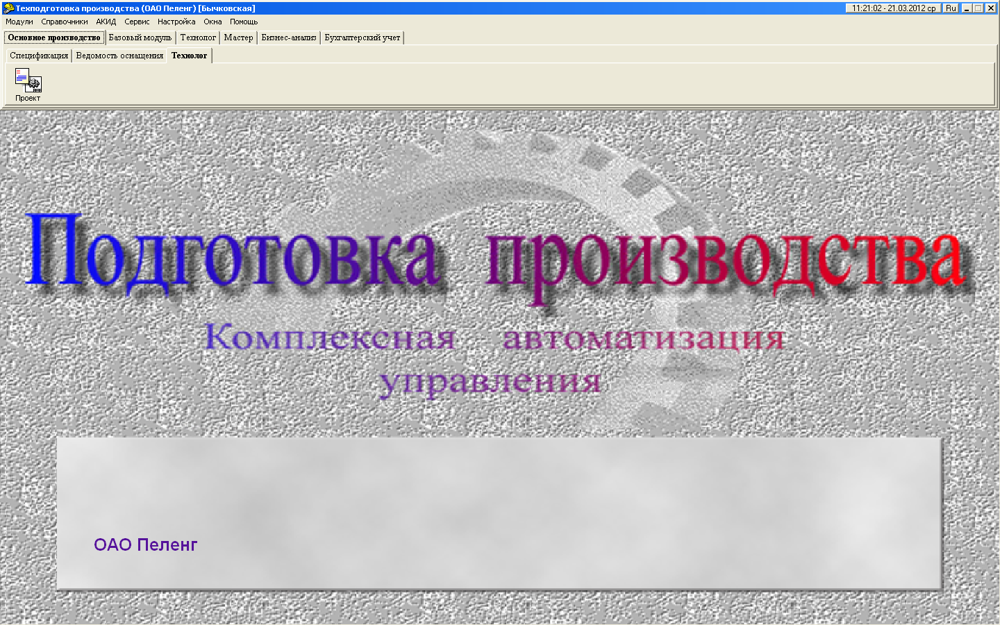 Техподготовка производства (ОАО Пеленг) [Бычковская] 11:21:02 - 21.03.2012 ср Ru
Модули Справочники АКИД Сервис Настройка Окна Помощь
Основное производство Базовый модуль Технолог Мастер Бизнес-анализ Бухгалтерский учет
Спецификация Ведомость оснащения Технолог
Проект
Подготовка производства
Комплексная автоматизация
управления
ОАО Пеленг